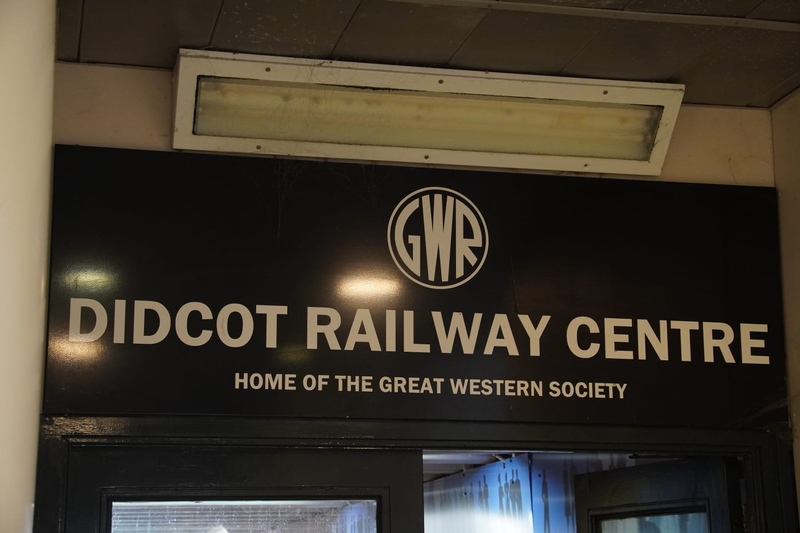 GWR
DIDCOT RAILWAY CENTRE
HOME OF THE GREAT WESTERN SOCIETY